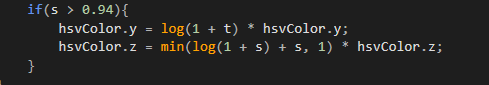 if(s > 0.94){
hsvColor.y = log(1 + t) * hsvColor.y;
hsvColor.z = min(log(1 + s) + s, 1) * hsvColor.z;
}